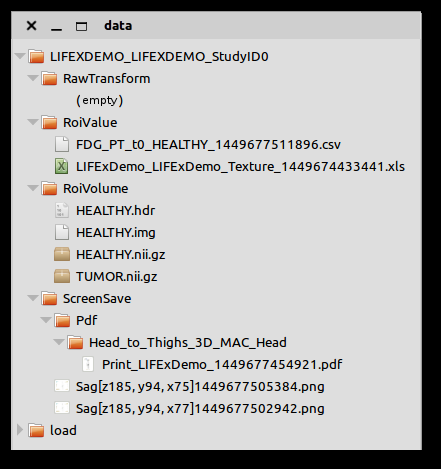 data
LIFEXDEMO_LIFEXDEMO_StudyID0
RawTransform
(empty)
RoiValue
FDG_PT_t0_HEALTHY_1449677511896.csv
LIFExDemo_LIFExDemo_Texture_1449674433441.xls
RoiVolume
HEALTHY.hdr
HEALTHY.img
HEALTHY.nii.gz
TUMOR.nii.gz
ScreenSave
Pdf
Head_to_Thighs_3D_MAC_Head
Print_LIFExDemo_1449677454921.pdf
Sag[z185, y94, x75]1449677505384.png
Sag[z185, y94, x77]1449677502942.png
load